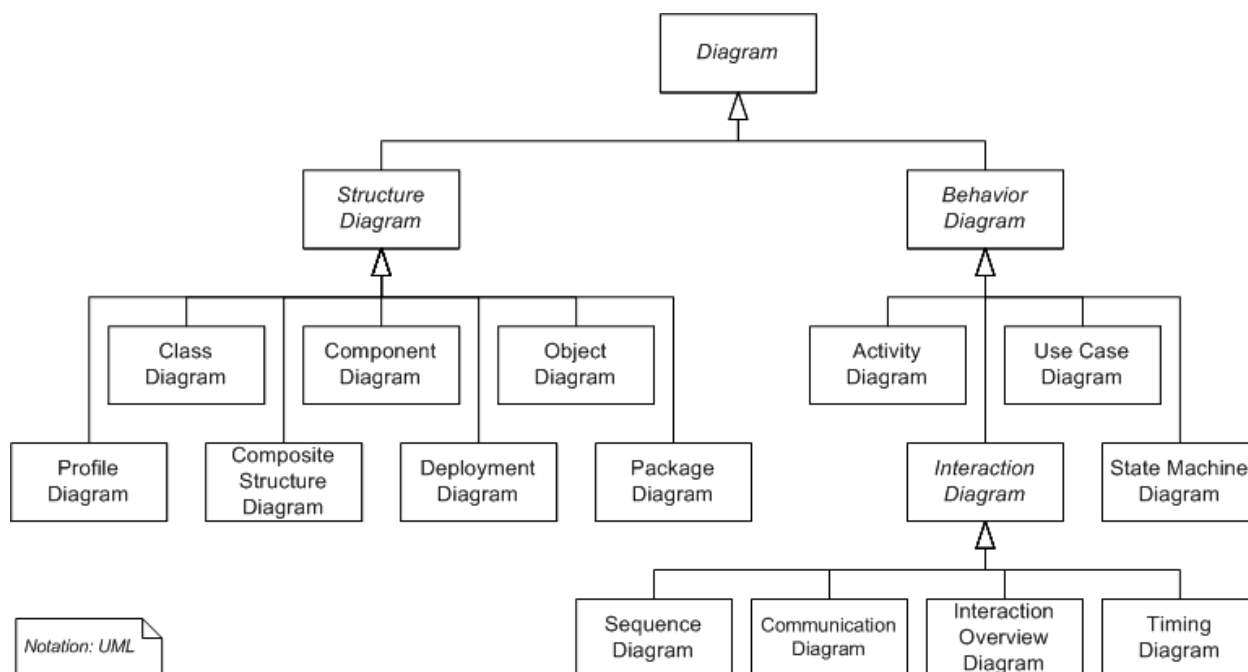 Diagram
Structure
Diagram
Behavior
Diagram
Class
Diagram
Component
Diagram
Object
Diagram
Activity
Diagram
Use Case
Diagram
Profile
Diagram
Composite
Structure
Diagram
Deployment
Diagram
Package
Diagram
Interaction
Diagram
State Machine
Diagram
Sequence
Diagram
Communication
Diagram
Interaction
Overview
Diagram
Timing
Diagram
Notation: UML